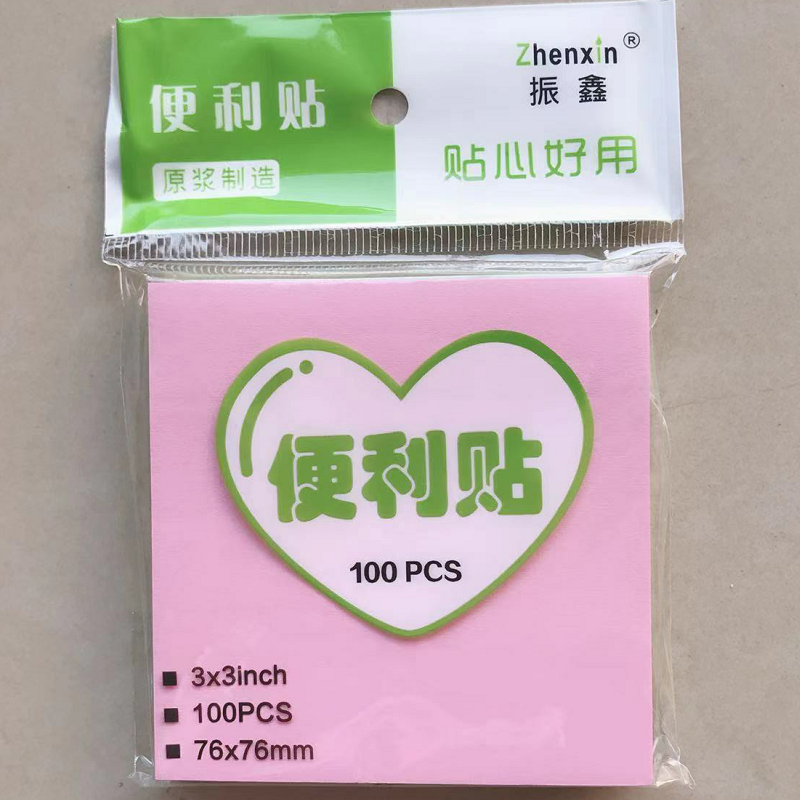 便利贴
原浆制造
Zhenxin®
振鑫
贴心好用
便利贴
100 PCS
■ 3x3inch
■ 100PCS
■ 76x76mm